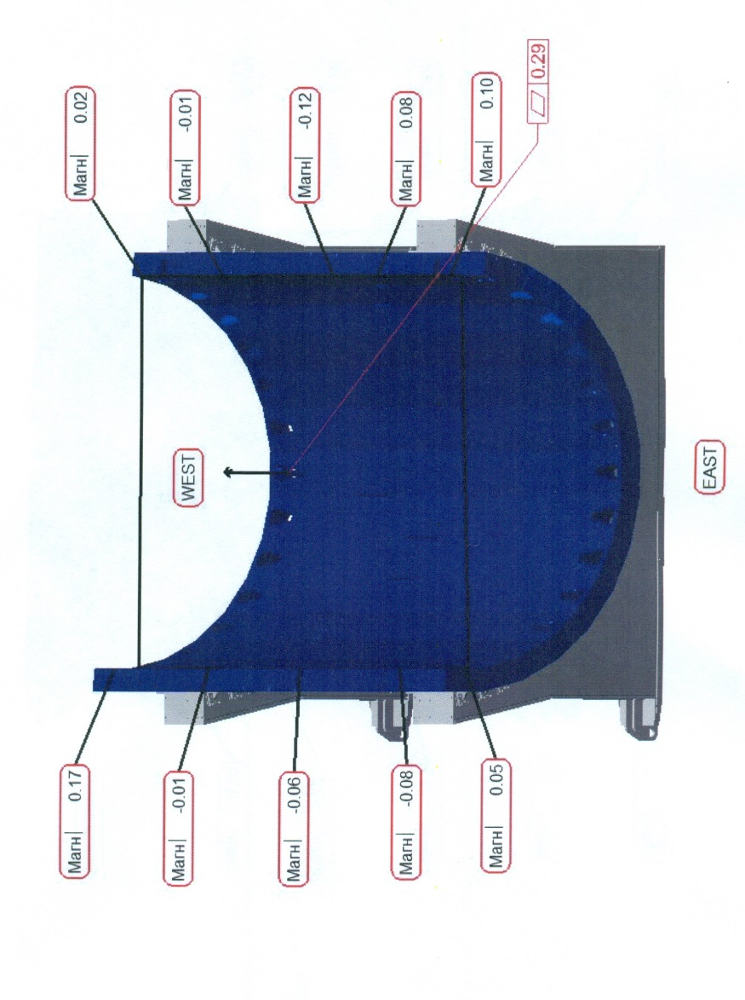 Магн| 0.02
Магн| -0.01
Магн| -0.12
Магн| 0.08
Магн| 0.10
0.29
WEST
EAST
Магн| 0.17
Магн| -0.01
Магн| -0.06
Магн| -0.08
Магн| 0.05